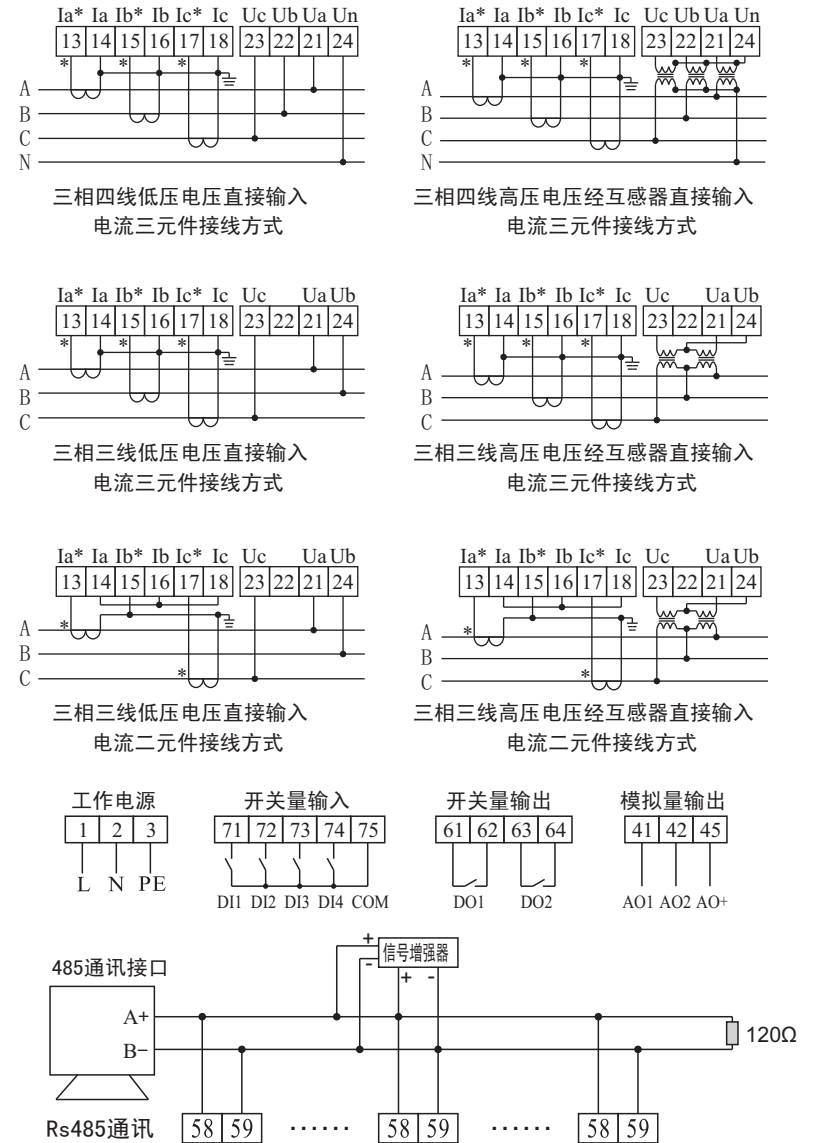 Ia* Ia Ib* Ib Ic* Ic Uc Ub Ua Un
13 14 15 16 17 18 23 22 21 24
* * *
A
B
C
N
三相四线低压电压直接输入
电流三元件接线方式
Ia* Ia Ib* Ib Ic* Ic Uc Ub Ua Un
13 14 15 16 17 18 23 22 21 24
* * *
A
B
C
N
三相四线高压电压经互感器直接输入
电流三元件接线方式
Ia* Ia Ib* Ib Ic* Ic Uc Ua Ub
13 14 15 16 17 18 23 22 21 24
* * *
A
B
C
三相三线低压电压直接输入
电流三元件接线方式
Ia* Ia Ib* Ib Ic* Ic Uc Ua Ub
13 14 15 16 17 18 23 22 21 24
* * *
A
B
C
三相三线高压电压经互感器直接输入
电流三元件接线方式
Ia* Ia Ib* Ib Ic* Ic Uc Ua Ub
13 14 15 16 17 18 23 22 21 24
A *
B
C *
三相三线低压电压直接输入
电流二元件接线方式
Ia* Ia Ib* Ib Ic* Ic Uc Ua Ub
13 14 15 16 17 18 23 22 21 24
A *
B
C *
三相三线高压电压经互感器直接输入
电流二元件接线方式
工作电源
1 2 3
L N PE
开关量输入
71 72 73 74 75
DI1 DI2 DI3 DI4 COM
开关量输出
61 62 63 64
DO1 DO2
模拟量输出
41 42 45
AO1 AO2 AO+
485通讯接口
+ 信号增强器
-
+ -
A+
B-
120Ω
Rs485通讯 58 59 ...... 58 59 ...... 58 59